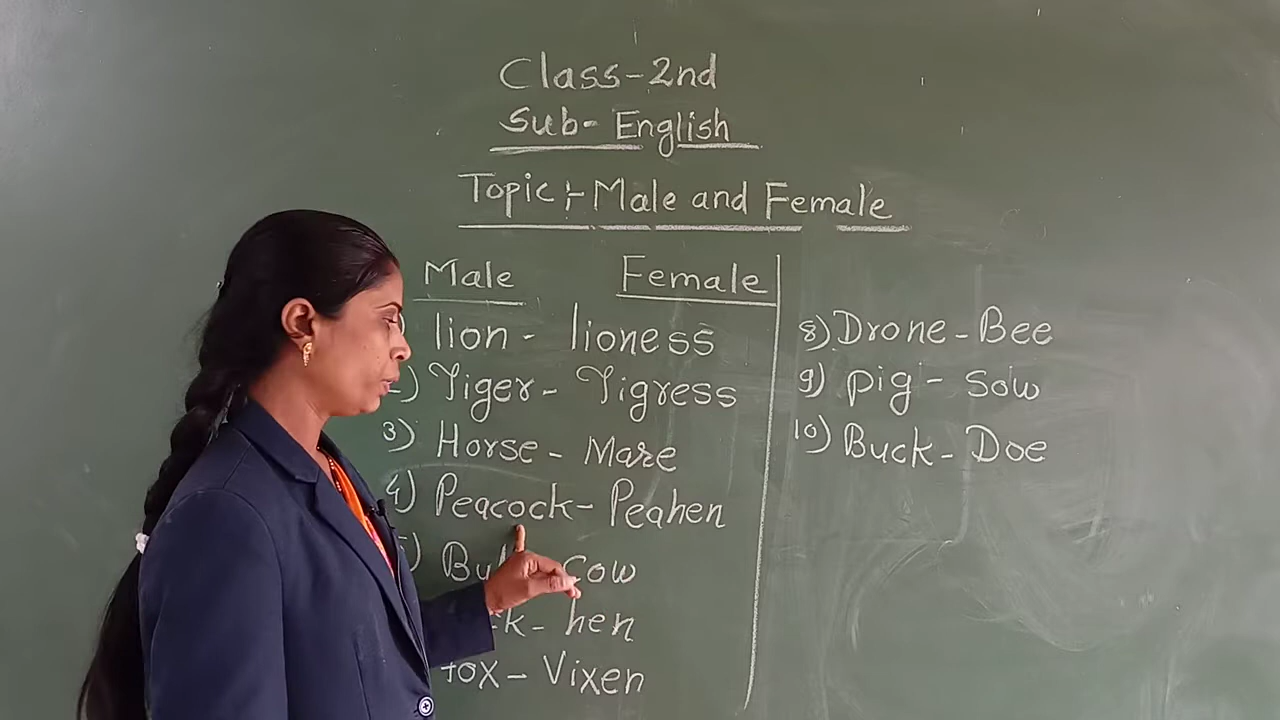 Class-2nd
Sub- English
Topic:- Male and Female
Male Female
lion - lioness
Tiger - Tigress
3) Horse - Mare
4) Peacock - Peahen
Cow
hen
fox - Vixen
8) Drone - Bee
9) pig - Sow
10) Buck - Doe